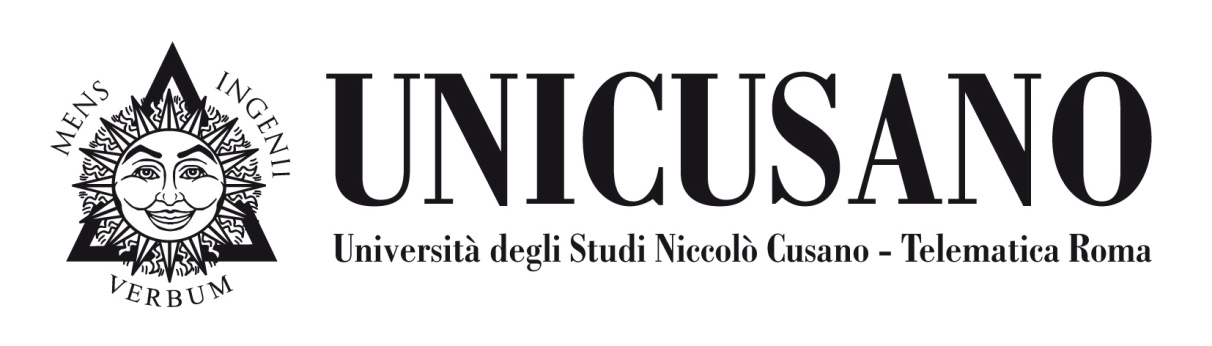 MENS
INGENII
VERBUM
UNICUSANO
Università degli Studi Niccolò Cusano - Telematica Roma